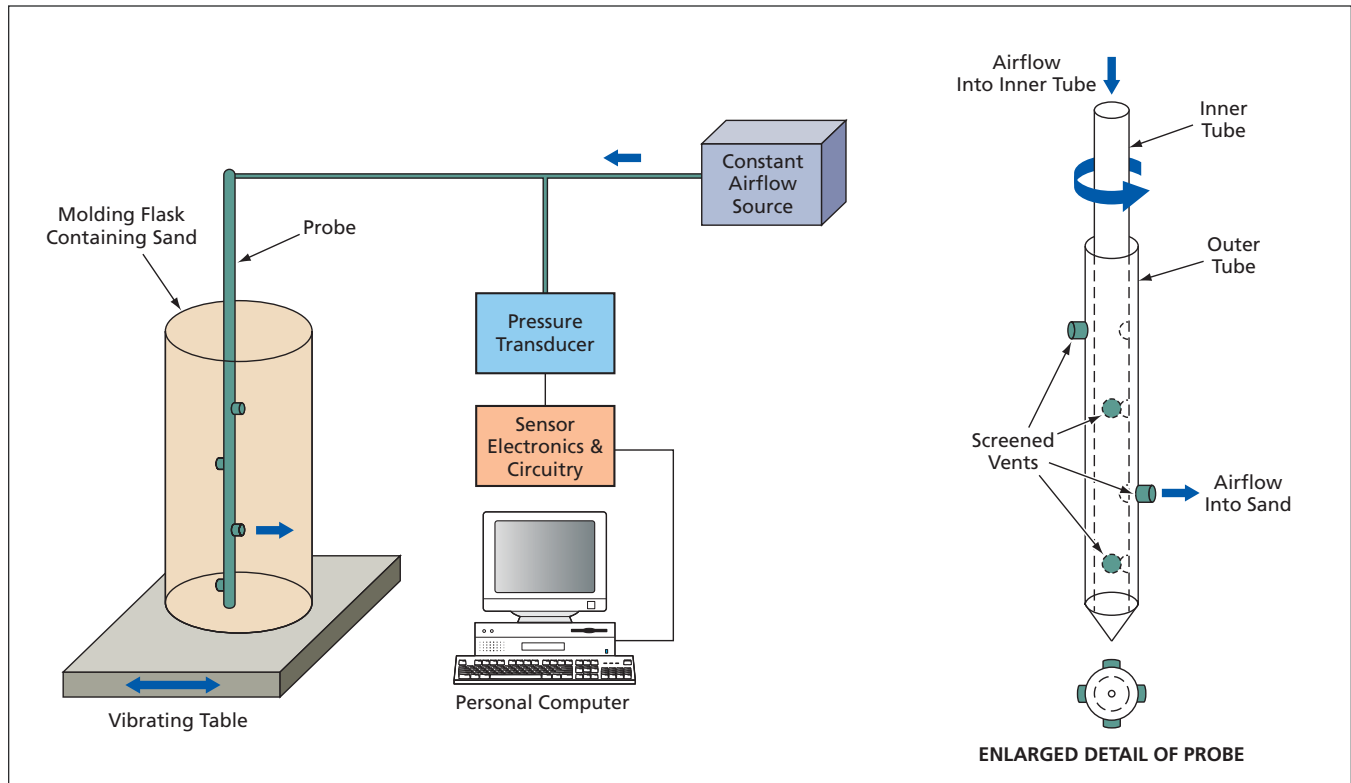 Molding Flask
Containing Sand
Probe
Constant
Airflow
Source
Pressure
Transducer
Sensor
Electronics &
Circuitry
Personal Computer
Vibrating Table
Airflow
Into Inner Tube
Inner
Tube
Outer
Tube
Screened
Vents
Airflow
Into Sand
ENLARGED DETAIL OF PROBE